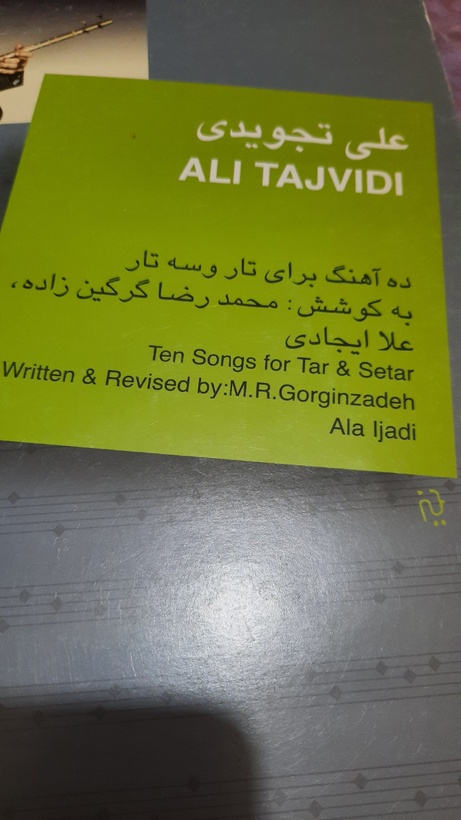 علی تجویدی
ALI TAJVIDI
ده آهنگ برای تار وسه تار
به کوشش: محمد رضا گرگین زاده،
علا ایجادی
Ten Songs for Tar & Setar
Written & Revised by:M.R.Gorginzadeh
Ala Ijadi